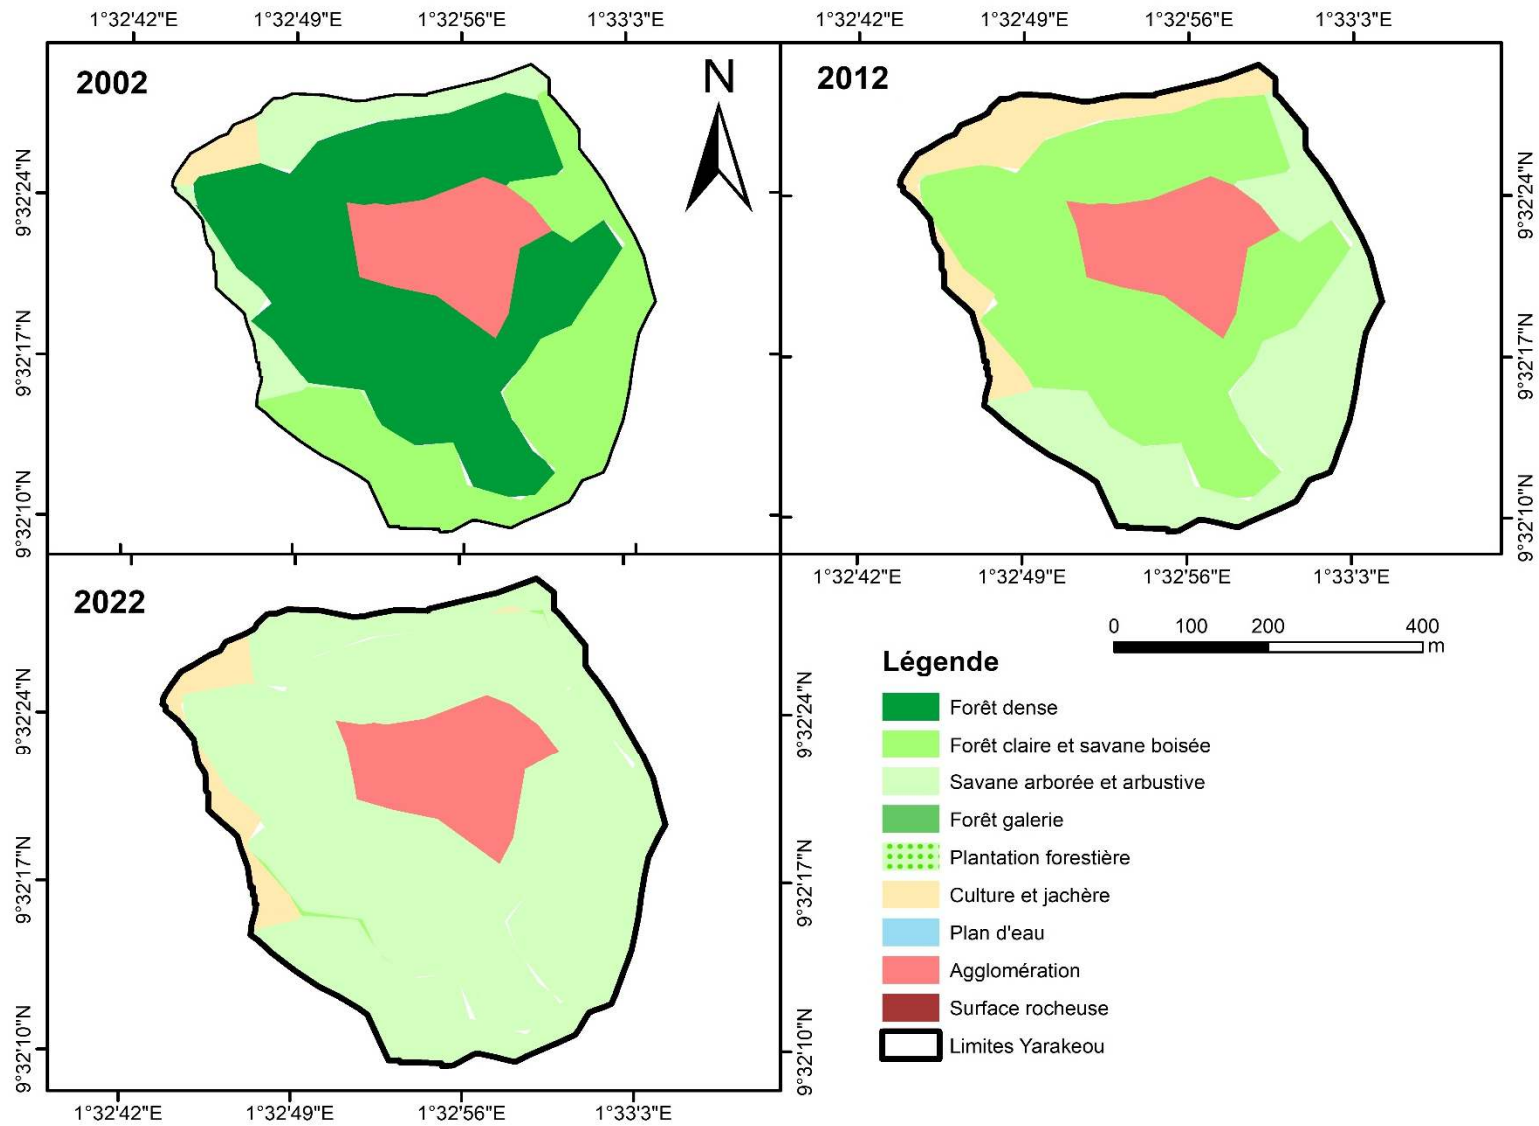 1°32'42"E 1°32'49"E 1°32'56"E 1°33'3"E 1°32'42"E 1°32'49"E 1°32'56"E 1°33'3"E
2002
N
2012
9°32'24"N
9°32'17"N
9°32'10"N
9°32'24"N
9°32'17"N
9°32'10"N
1°32'42"E 1°32'49"E 1°32'56"E 1°33'3"E
2022
9°32'24"N
9°32'17"N
9°32'10"N
9°32'24"N
9°32'17"N
9°32'10"N
1°32'42"E 1°32'49"E 1°32'56"E 1°33'3"E
0 100 200 400
m
Légende
Forêt dense
Forêt claire et savane boisée
Savane arborée et arbustive
Forêt galerie
Plantation forestière
Culture et jachère
Plan d'eau
Agglomération
Surface rocheuse
Limites Yarakeou